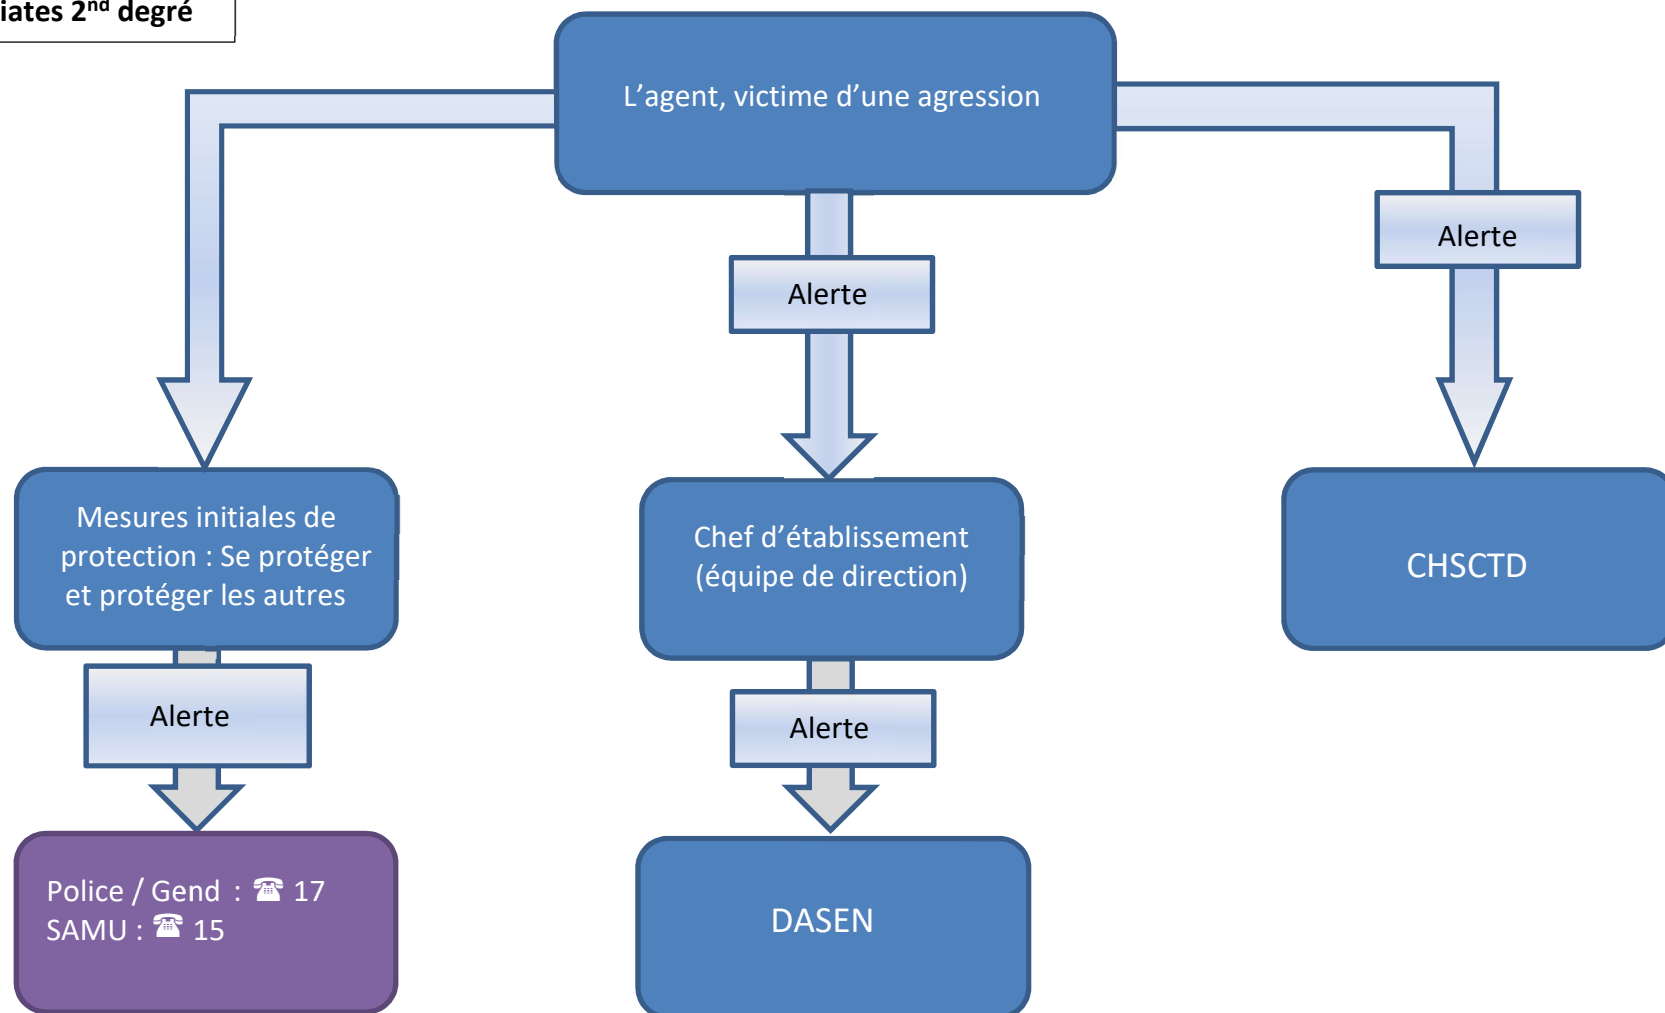 2nd degré
L’agent, victime d’une agression
Alerte
Alerte
Mesures initiales de
protection : Se protéger
et protéger les autres
Chef d’établissement
(équipe de direction)
CHSCTD
Alerte
Alerte
Police / Gend : ☎ 17
SAMU : ☎ 15
DASEN